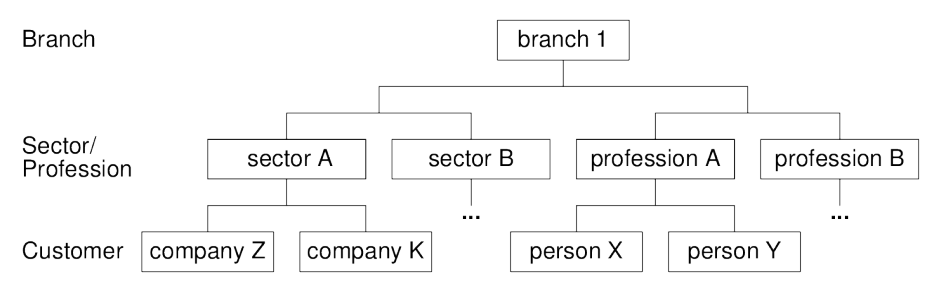 Branch
branch 1
Sector/
Profession
sector A
sector B
profession A
profession B
...
...
Customer
company Z
company K
person X
person Y